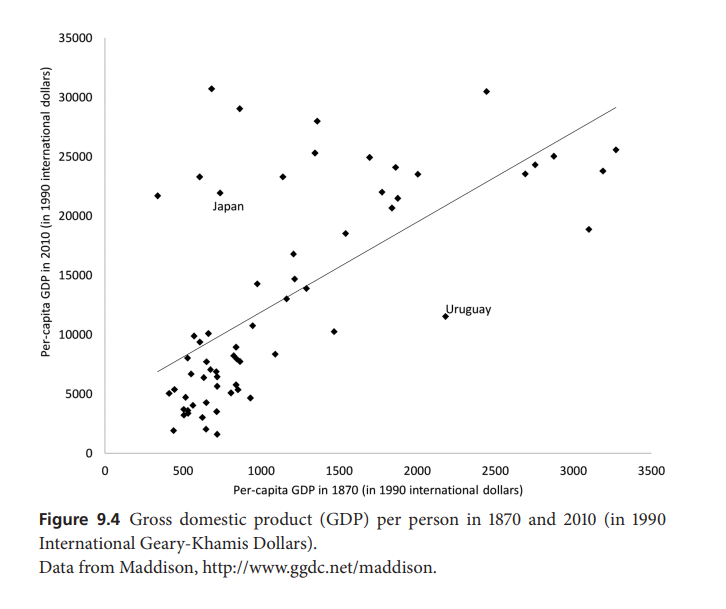 35000
30000
25000
20000
15000
10000
5000
0
Per-capita GDP in 2010 (in 1990 international dollars)
Japan
Uruguay
0 500 1000 1500 2000 2500 3000 3500
Per-capita GDP in 1870 (in 1990 international dollars)
Figure 9.4 Gross domestic product (GDP) per person in 1870 and 2010 (in 1990
International Geary-Khamis Dollars).
Data from Maddison, http://www.ggdc.net/maddison.